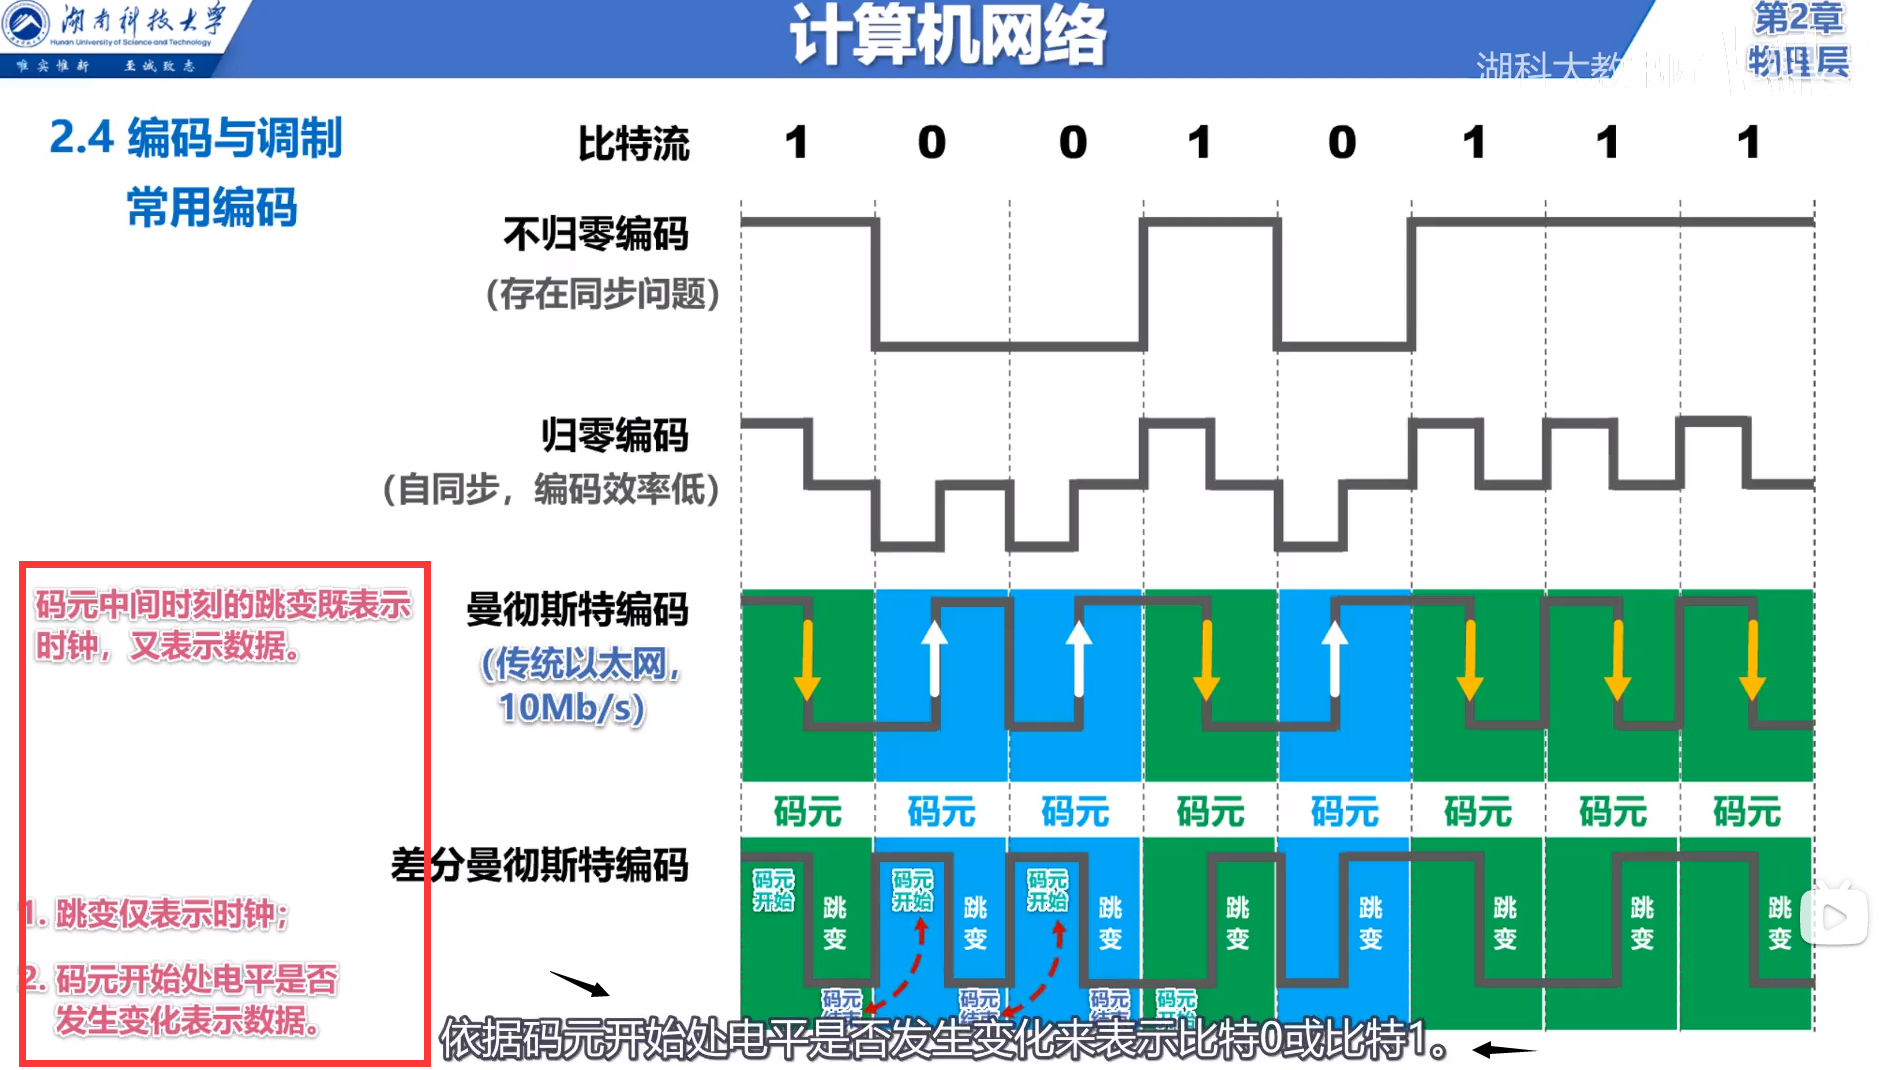 湖南科技大学
Hunan University of Science and Technology
唯实惟新 至诚致志
计算机网络
第2章
物理层
湖科大教书匠
2.4 编码与调制
常用编码
比特流 1 0 0 1 0 1 1 1
不归零编码
（存在同步问题）
归零编码
（自同步，编码效率低）
码元中间时刻的跳变既表示
时钟，又表示数据。
曼彻斯特编码
（传统以太网，
10Mb/s）
码元 码元 码元 码元 码元 码元 码元 码元
差分曼彻斯特编码
码元
开始
码元
开始
码元
开始
跳变 跳变 跳变 跳变 跳变 跳变 跳变 跳变
1. 跳变仅表示时钟；
2. 码元开始处电平是否
发生变化表示数据。
码元
结束
码元
结束
码元
结束
码元
开始
依据码元开始处电平是否发生变化来表示比特0或比特1。